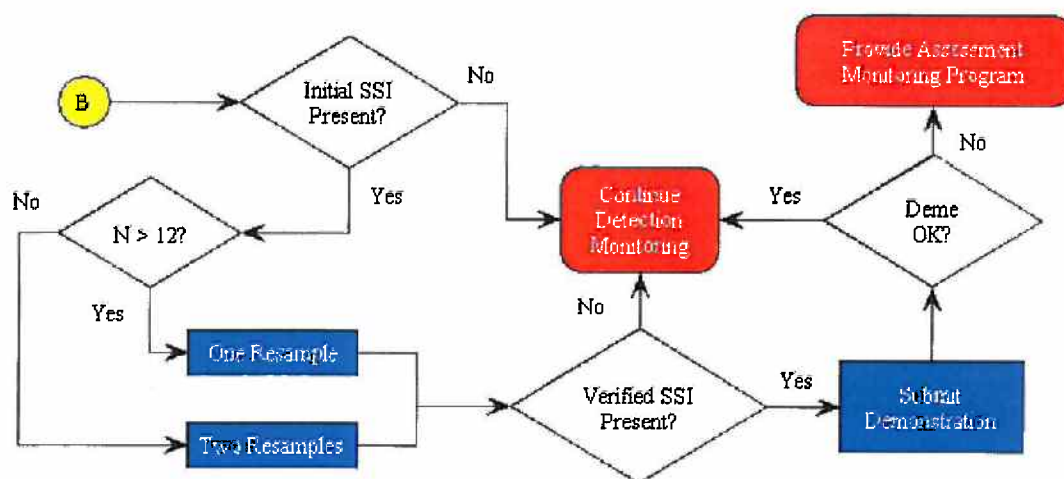 Provide Assessment
Monitoring Program
B
Initial SSI
Present?
No
Yes
No
N > 12?
Yes
Continue
Detection
Monitoring
Yes
Deme
OK?
No
One Resample
Two Resamples
No
Verified SSI
Present?
Yes
Submit
Demonstration